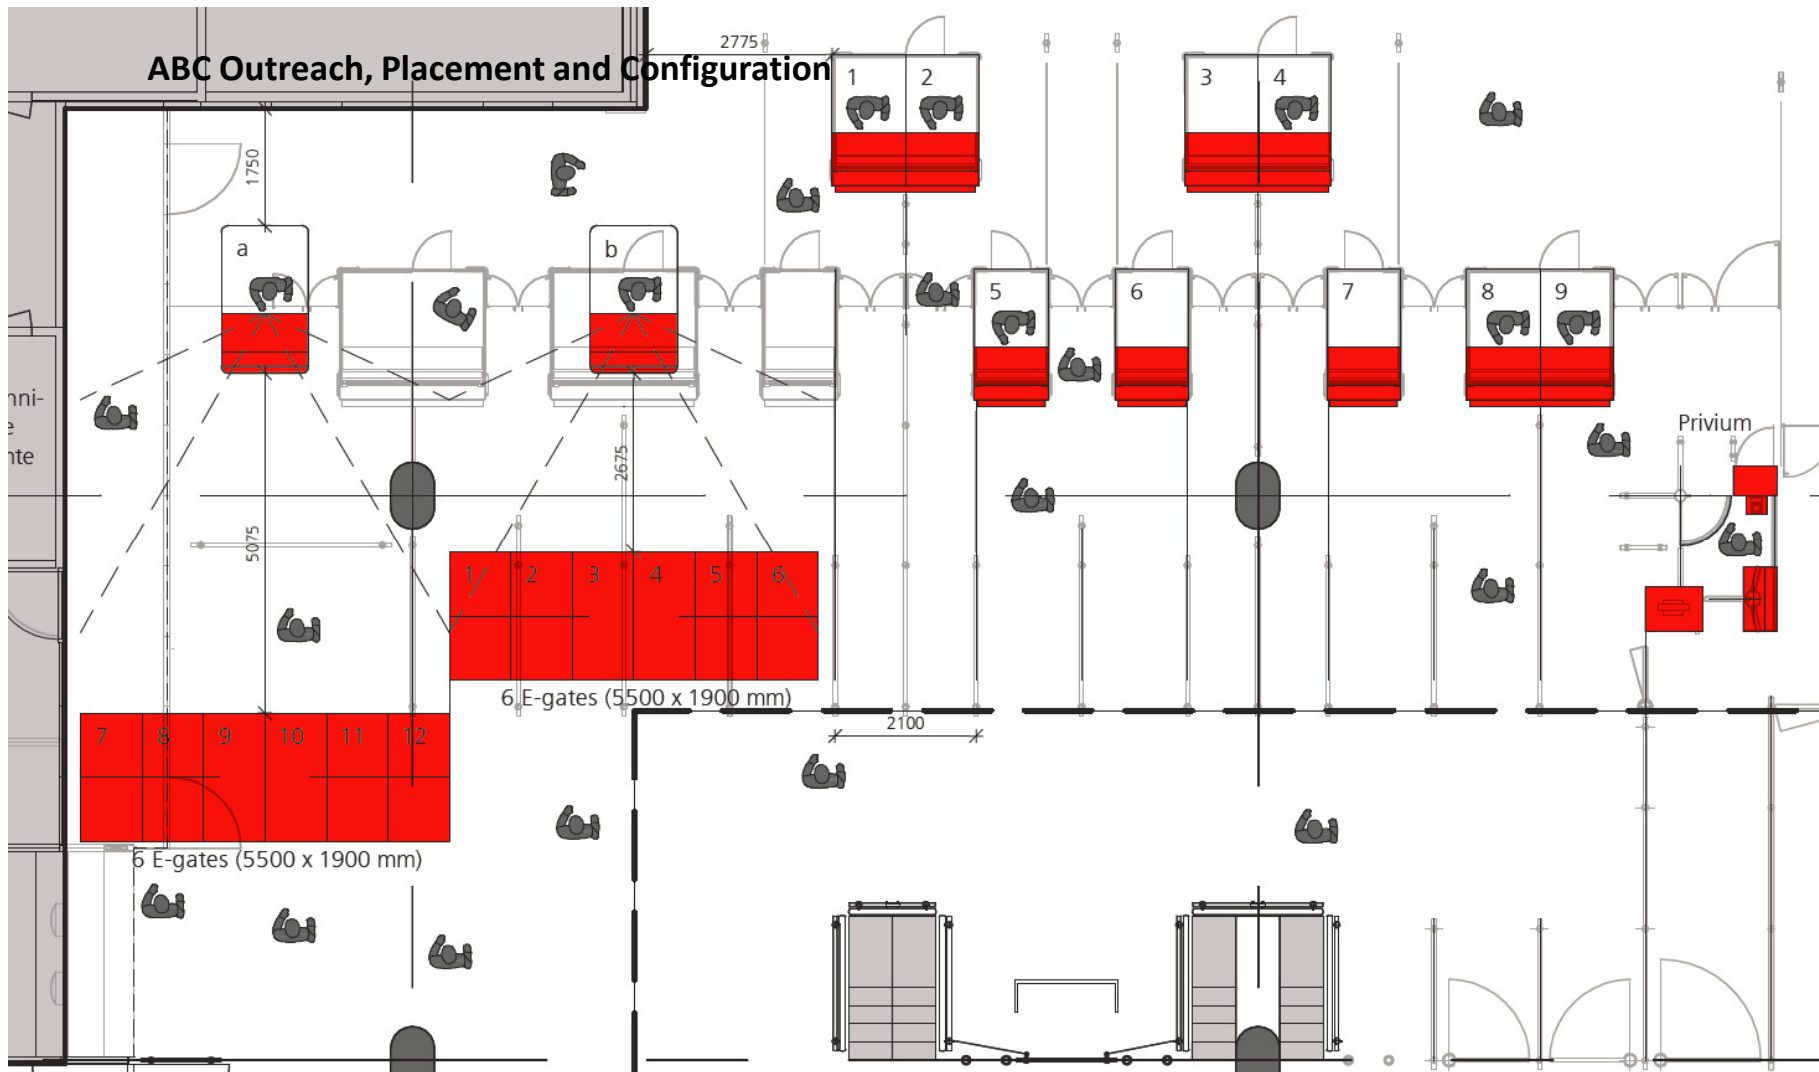 2775
ABC Outreach, Placement and Configuration
1 2
3 4
1750
a
b
5
6
7
8 9
nni-
e
nte
Privium
2675
5075
1 2 3 4 5 6
6 E-gates (5500 x 1900 mm)
2100
7 8 9 10 11 12
6 E-gates (5500 x 1900 mm)